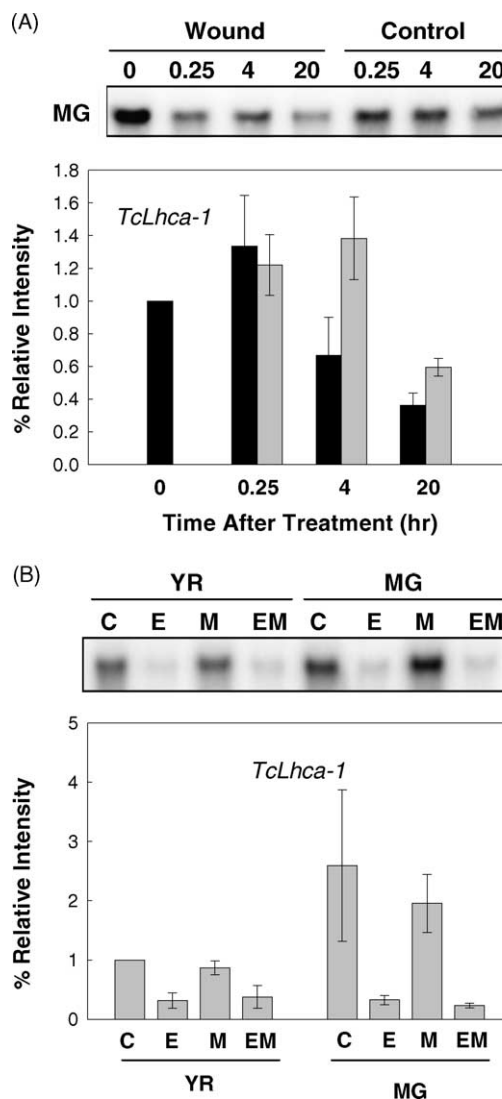 (A)
Wound Control
0 0.25 4 20 0.25 4 20
MG
1.8
1.6
1.4
1.2
1.0
0.8
0.6
0.4
0.2
0.0
% Relative Intensity
TcLhca-1
0 0.25 4 20
Time After Treatment (hr)
(B)
YR MG
C E M EM C E M EM
5
4
3
2
1
0
% Relative Intensity
TcLhca-1
C E M EM C E M EM
YR MG